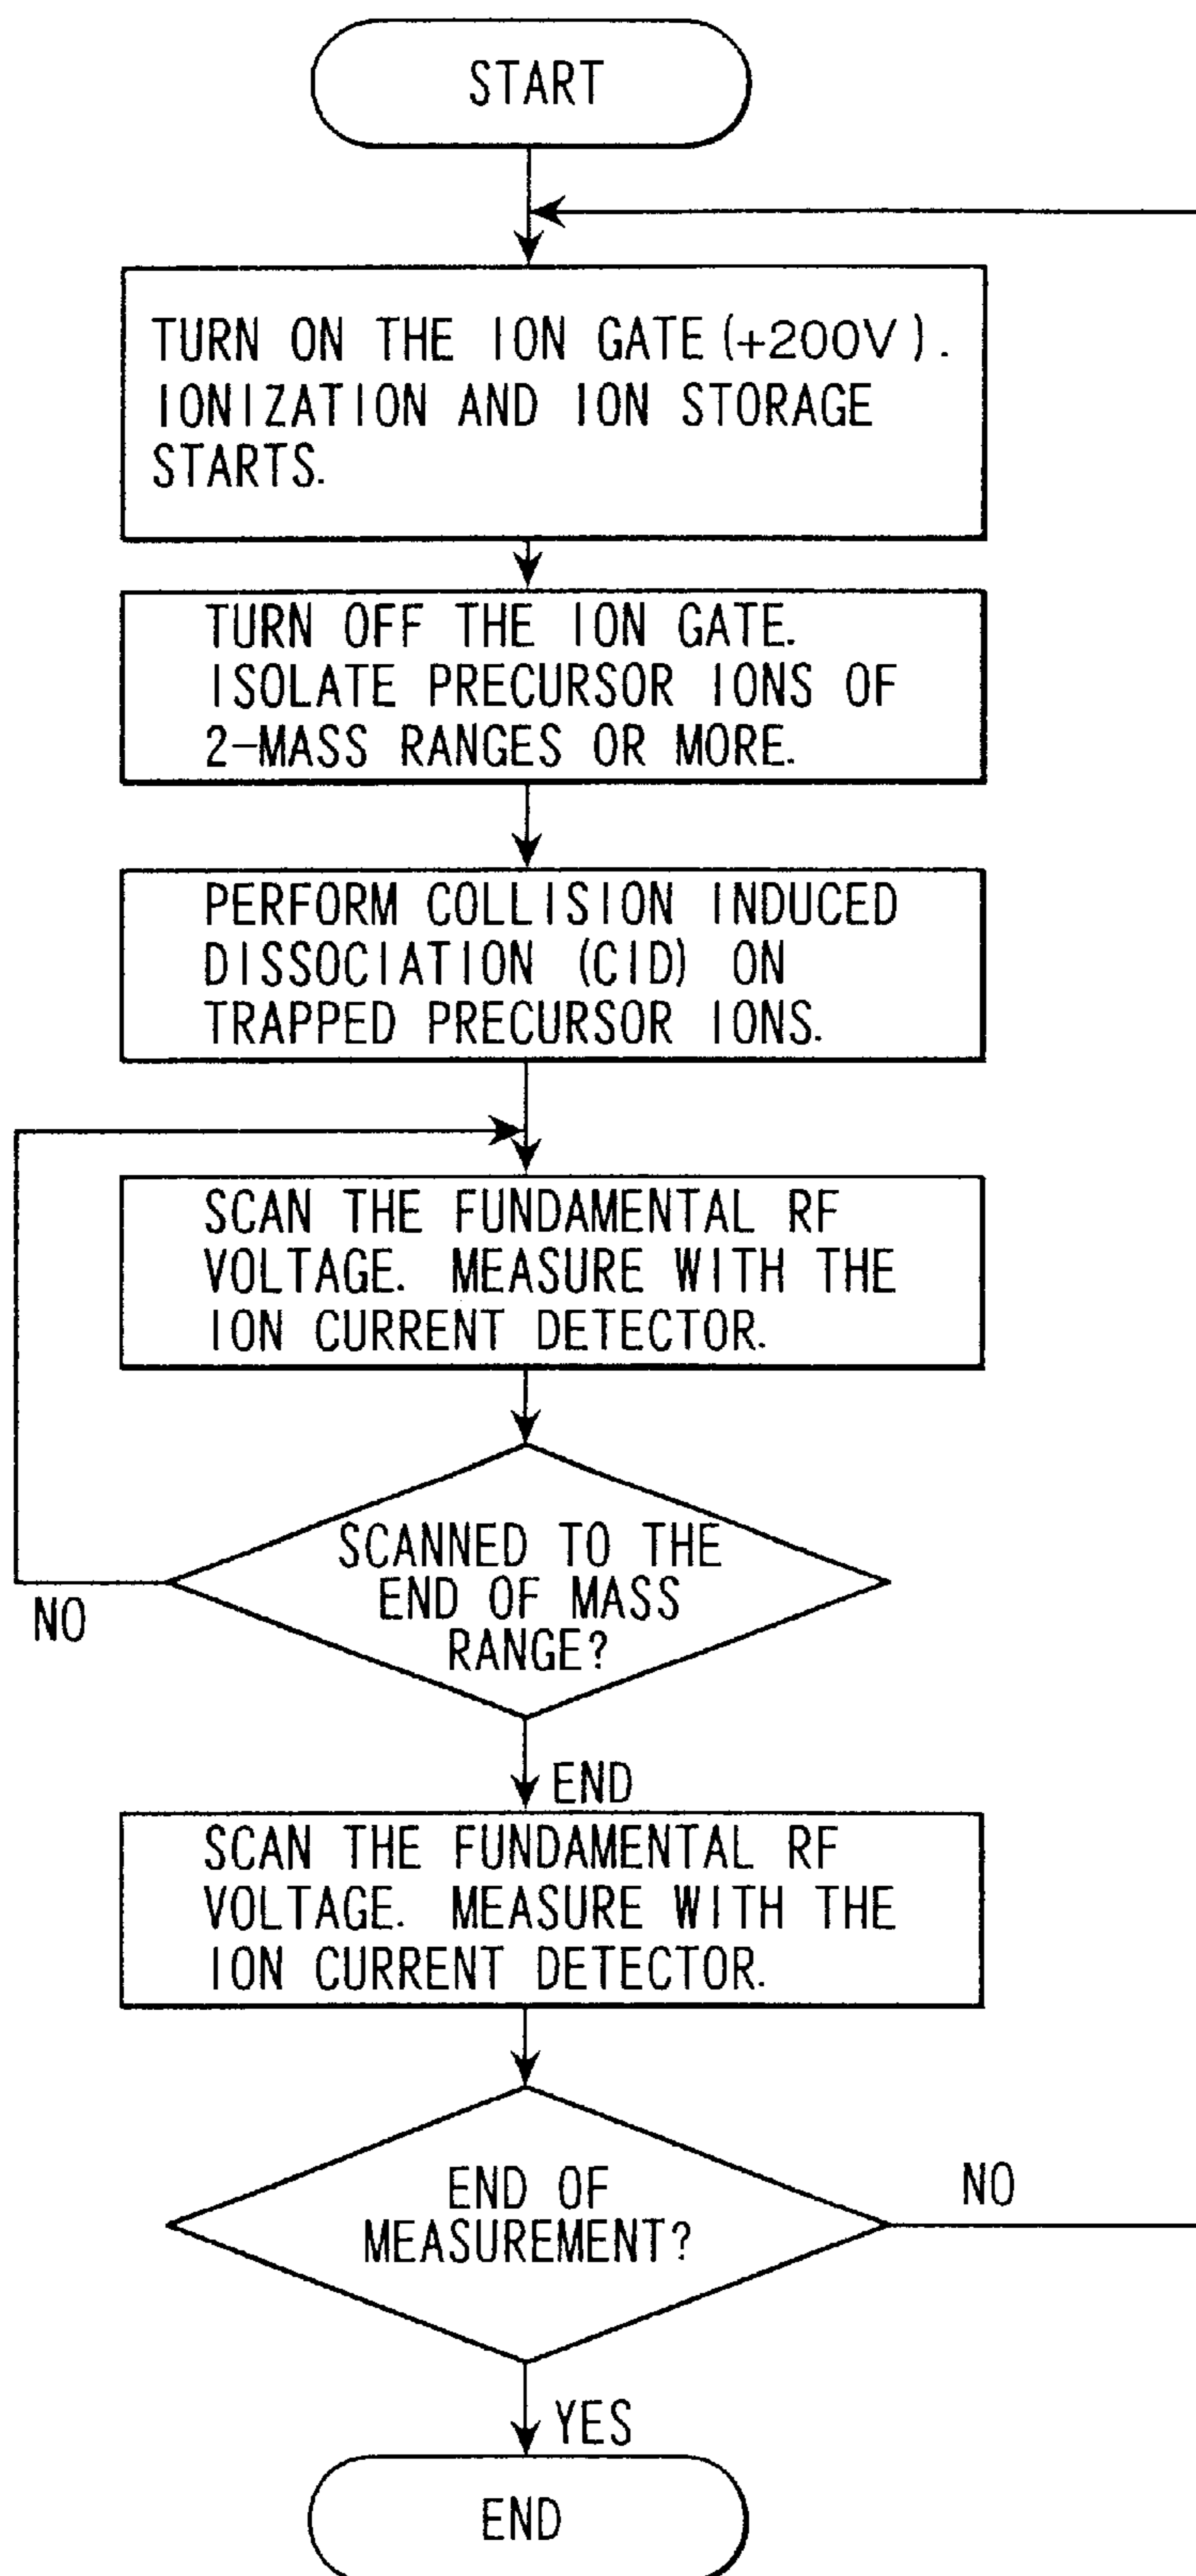 START
TURN ON THE ION GATE (+200V).
IONIZATION AND ION STORAGE
STARTS.
TURN OFF THE ION GATE.
ISOLATE PRECURSOR IONS OF
2-MASS RANGES OR MORE.
PERFORM COLLISION INDUCED
DISSOCIATION (CID) ON
TRAPPED PRECURSOR IONS.
SCAN THE FUNDAMENTAL RF
VOLTAGE. MEASURE WITH THE
ION CURRENT DETECTOR.
SCANNED TO THE
END OF MASS
RANGE?
NO
END
SCAN THE FUNDAMENTAL RF
VOLTAGE. MEASURE WITH THE
ION CURRENT DETECTOR.
END OF
MEASUREMENT?
NO
YES
END